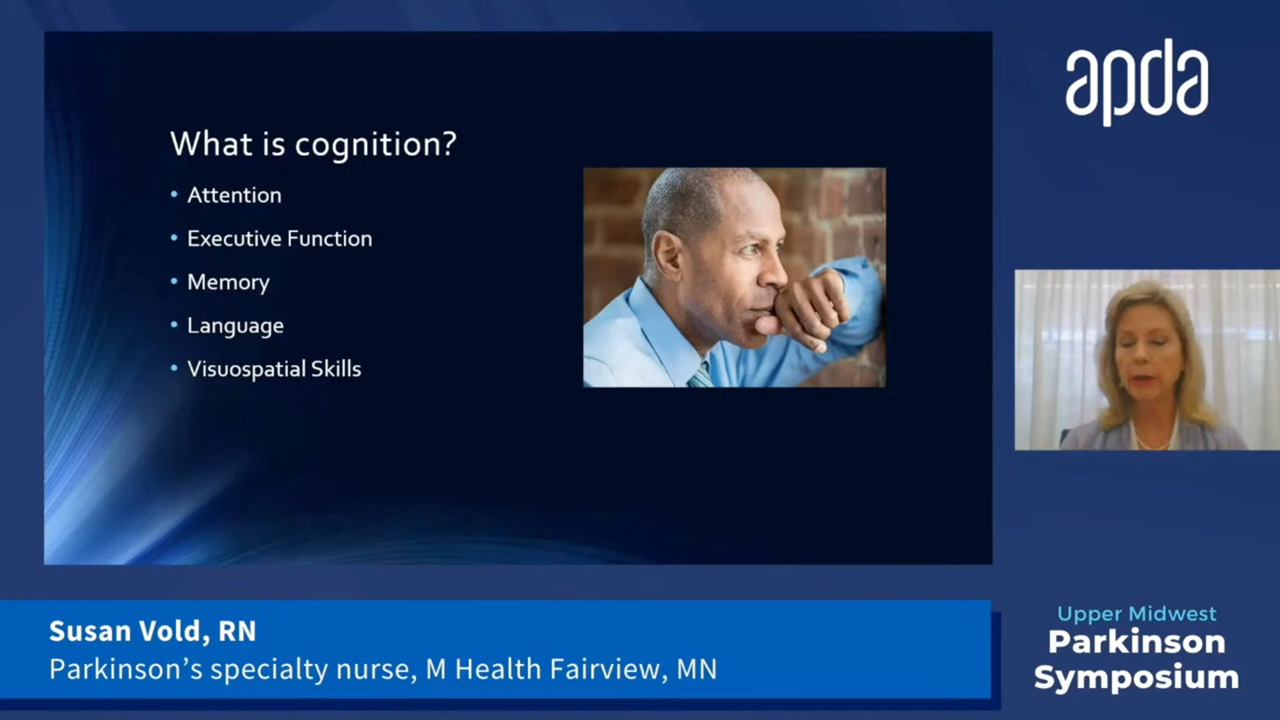 What is cognition?
• Attention
• Executive Function
• Memory
• Language
• Visuospatial Skills
apda
Susan Vold, RN
Parkinson’s specialty nurse, M Health Fairview, MN
Upper Midwest
Parkinson
Symposium